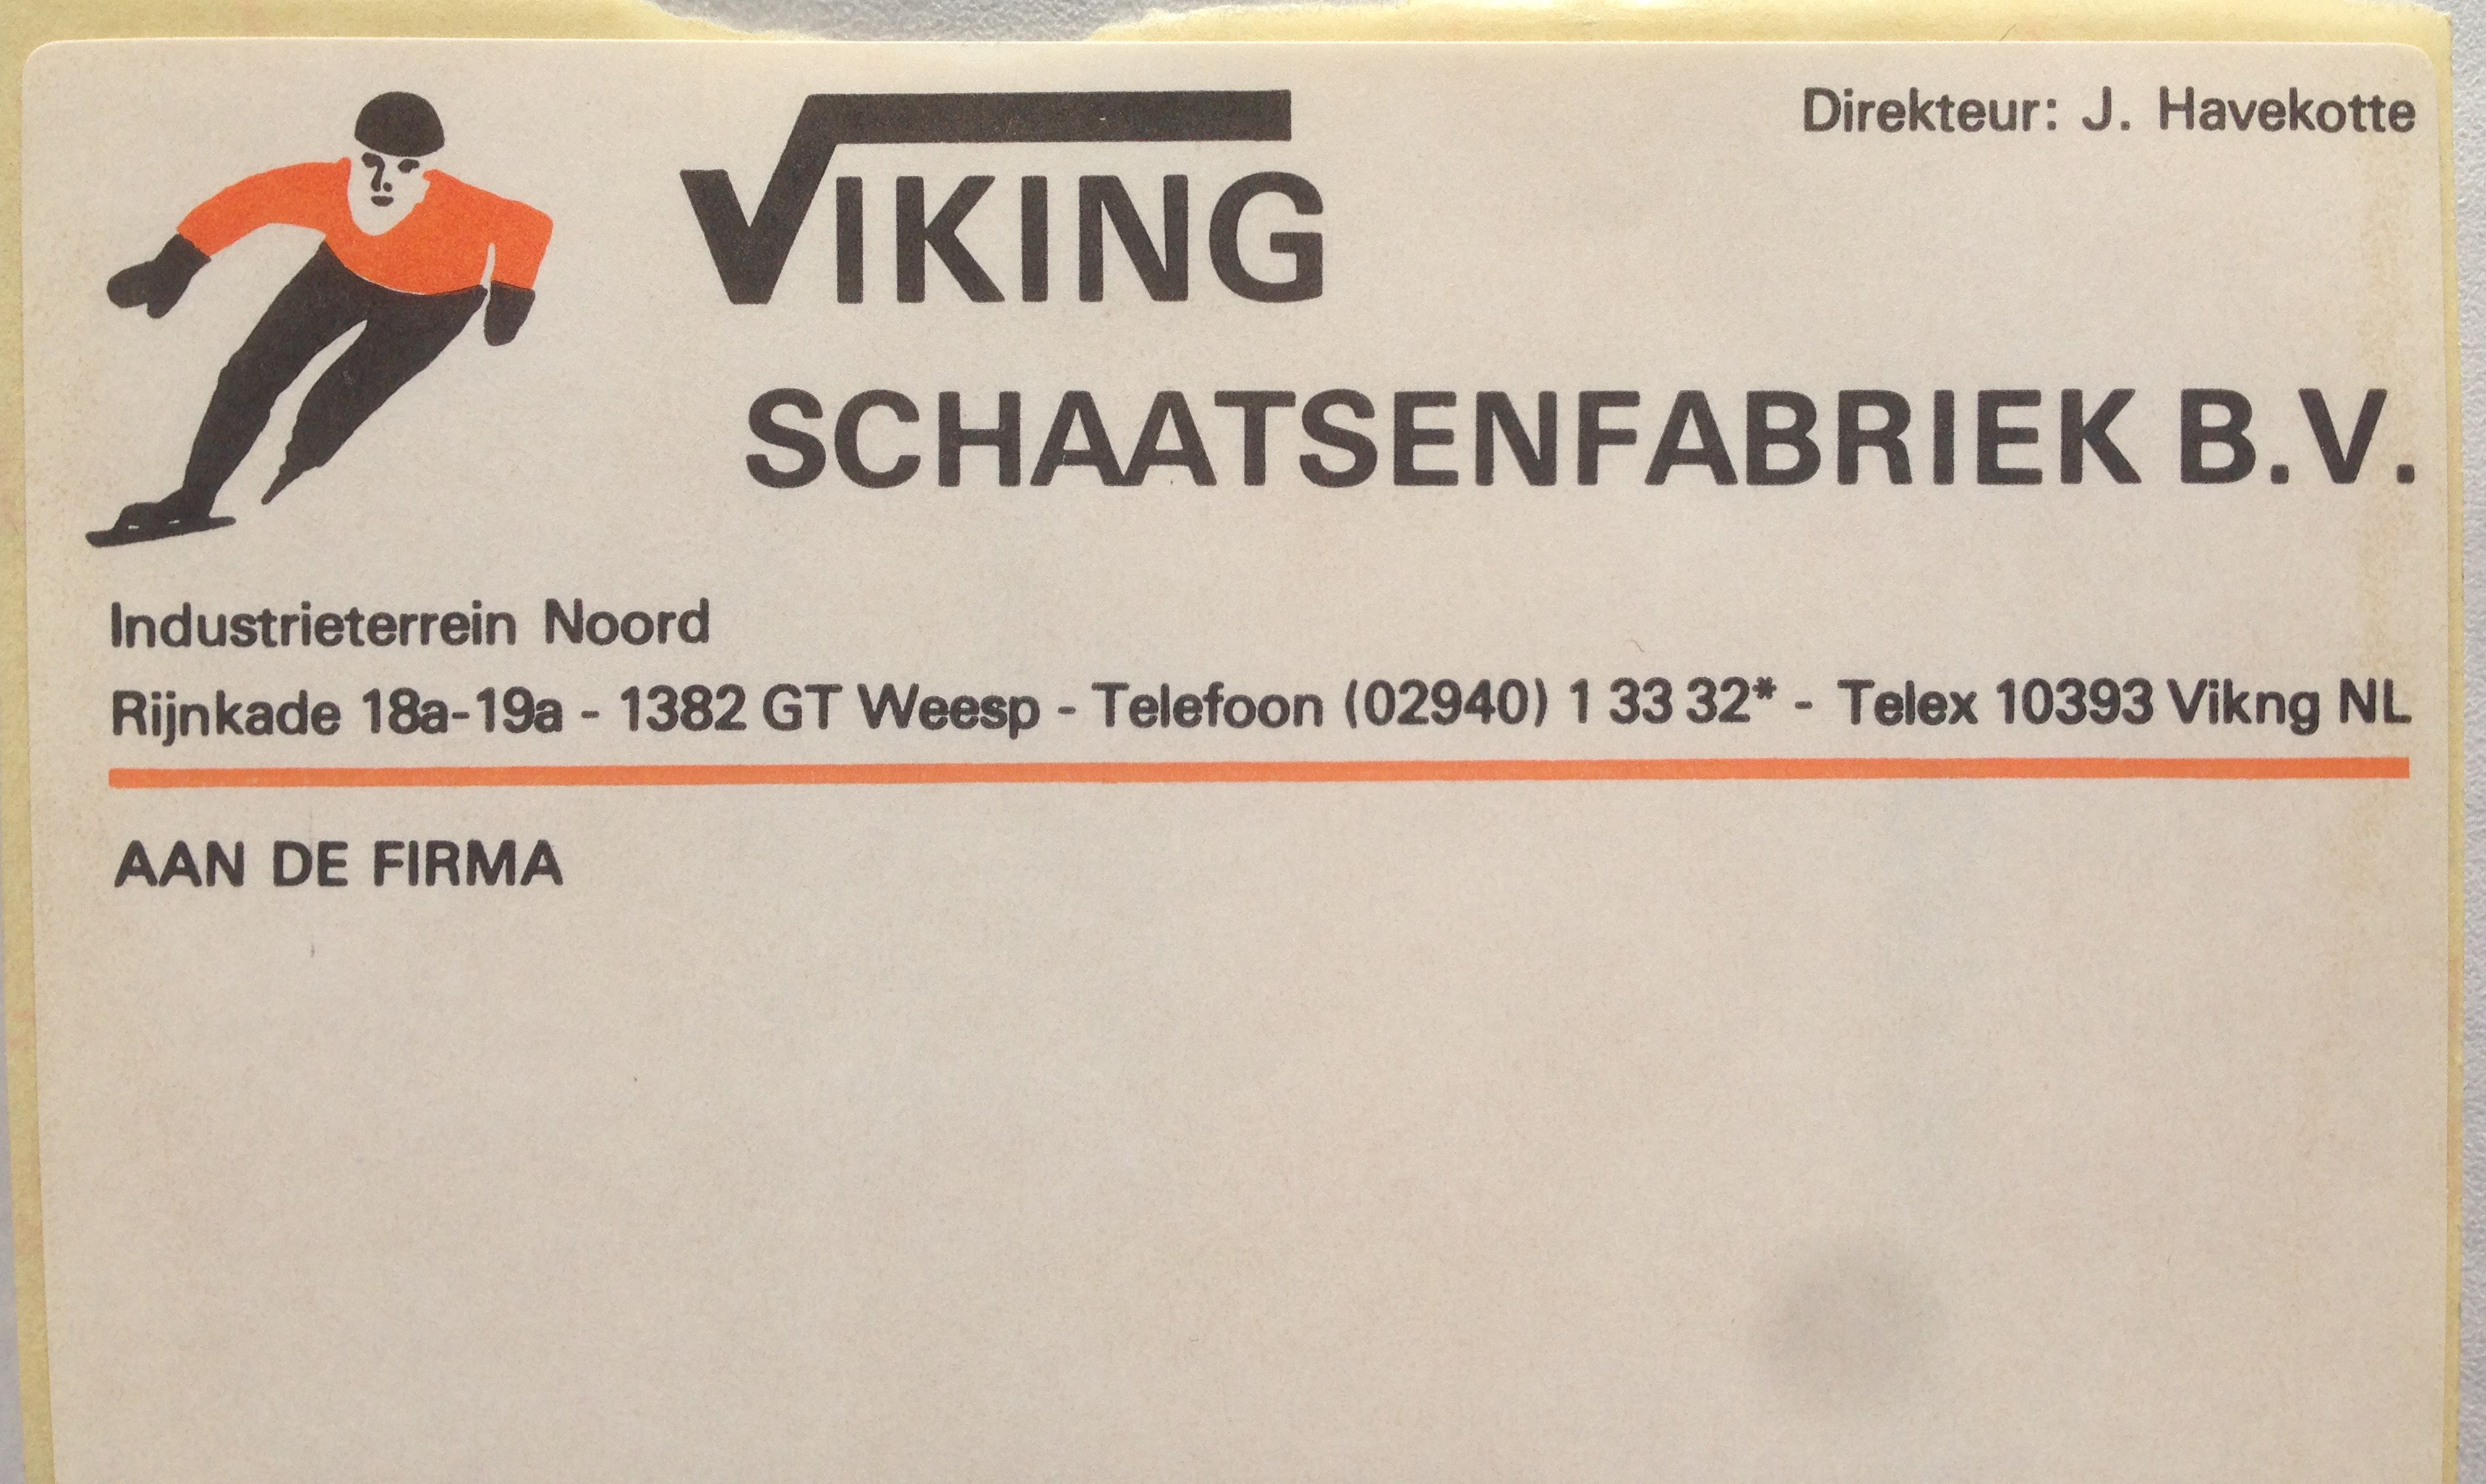 Direkteur: J. Havekotte
VIKING
SCHAATSENFABRIEK B.V.
Industrieterrein Noord
Rijnkade 18a-19a - 1382 GT Weesp - Telefoon (02940) 1 33 32* - Telex 10393 Vikng NL
AAN DE FIRMA